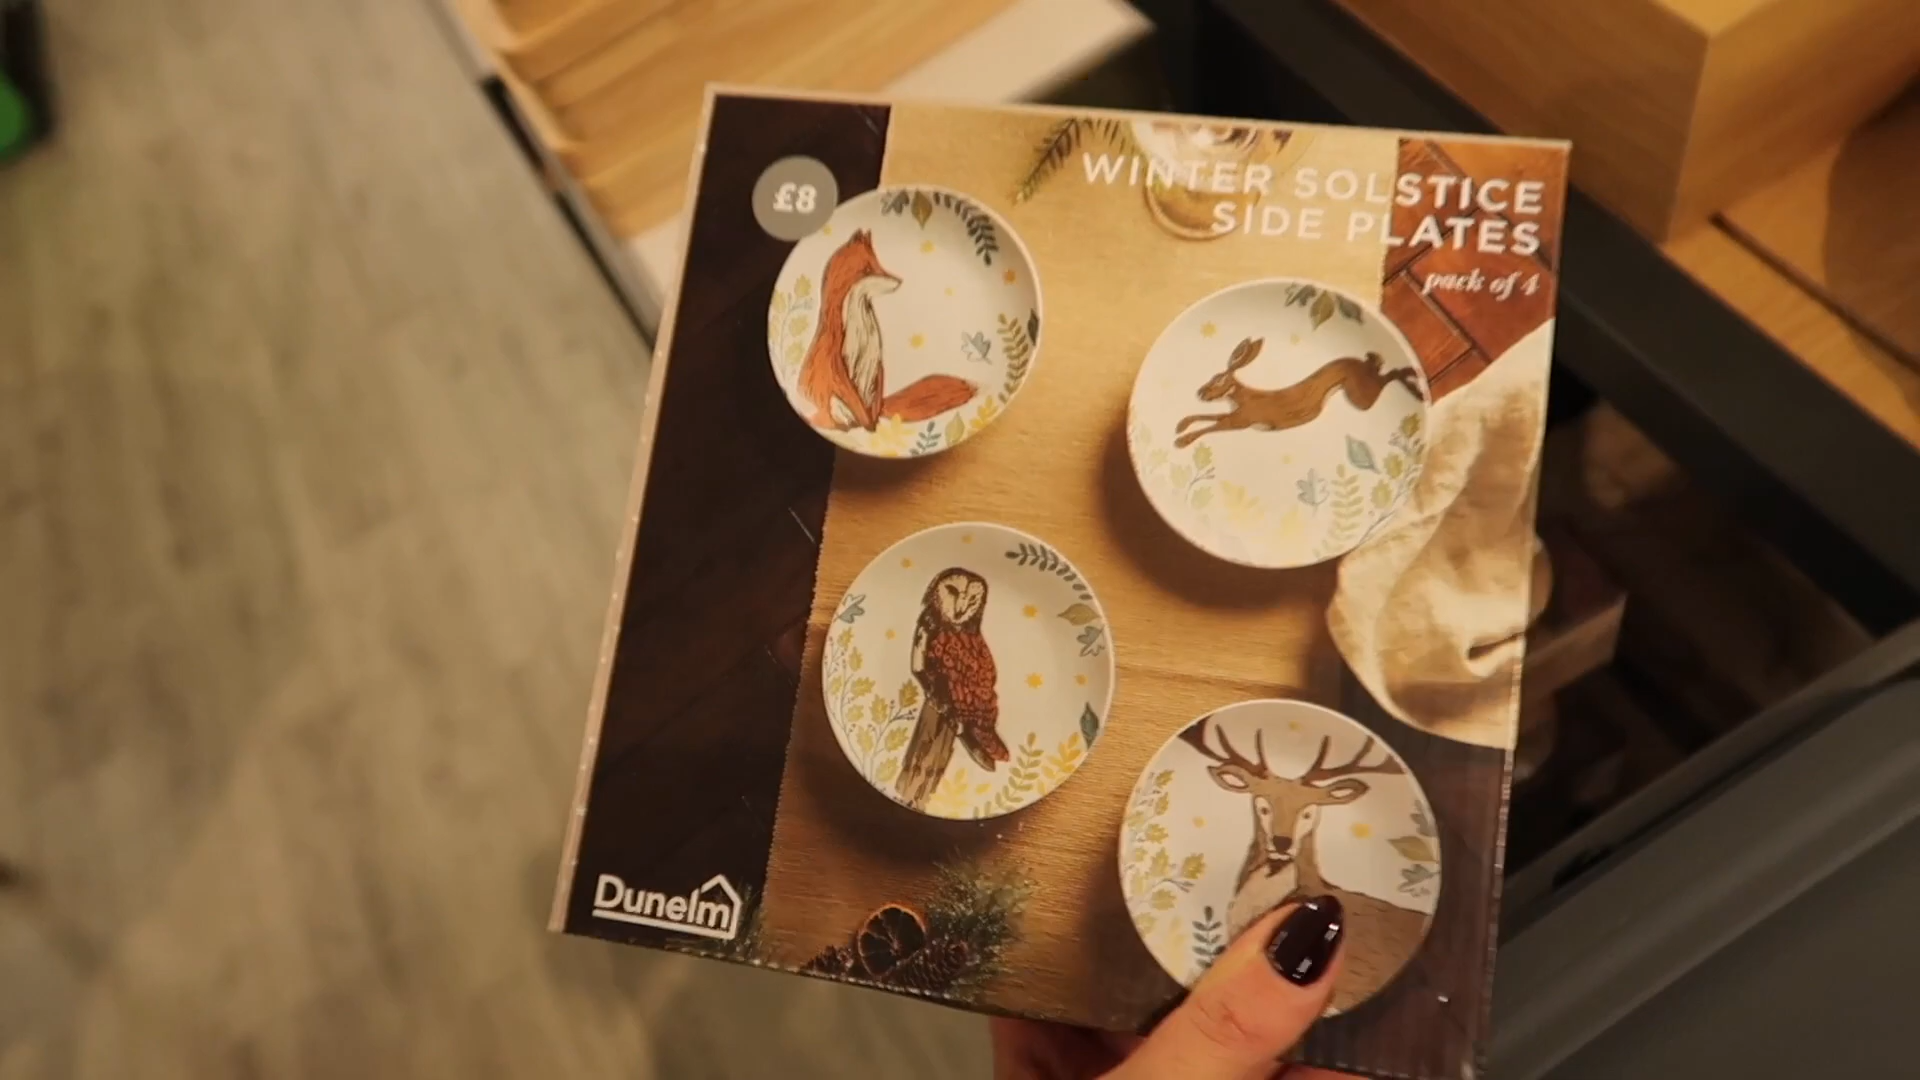 £8
WINTER SOLSTICE
SIDE PLATES
pack of 4
Dunelm